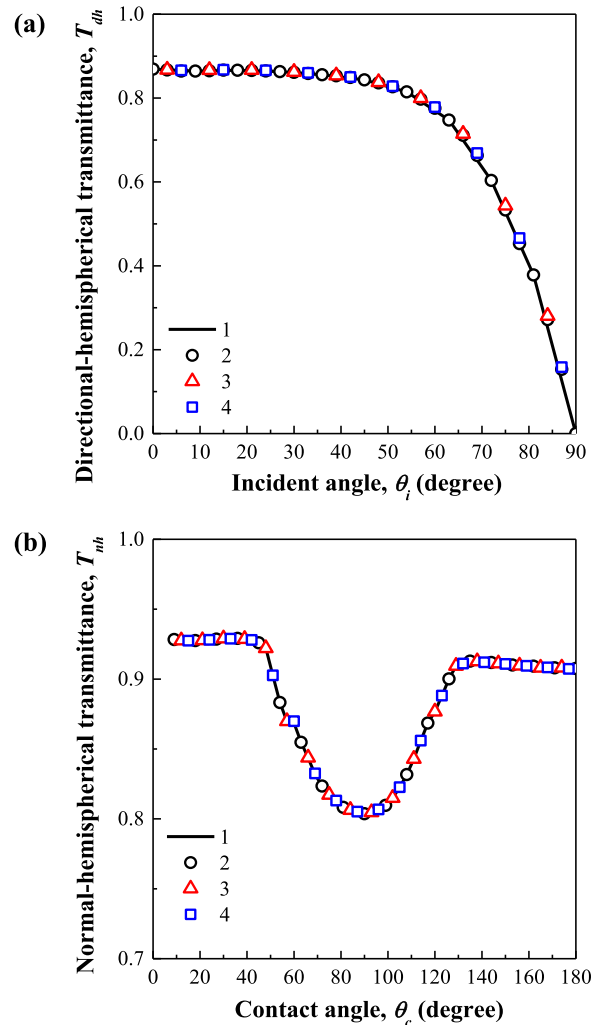 (a)
Directional-hemispherical transmittance, T_dh
1.0
0.8
0.6
0.4
0.2
0.0
1
2
3
4
0 10 20 30 40 50 60 70 80 90
Incident angle, θ_i (degree)
(b)
Normal-hemispherical transmittance, T_nh
1.0
0.9
0.8
0.7
1
2
3
4
0 20 40 60 80 100 120 140 160 180
Contact angle, θ_c (degree)